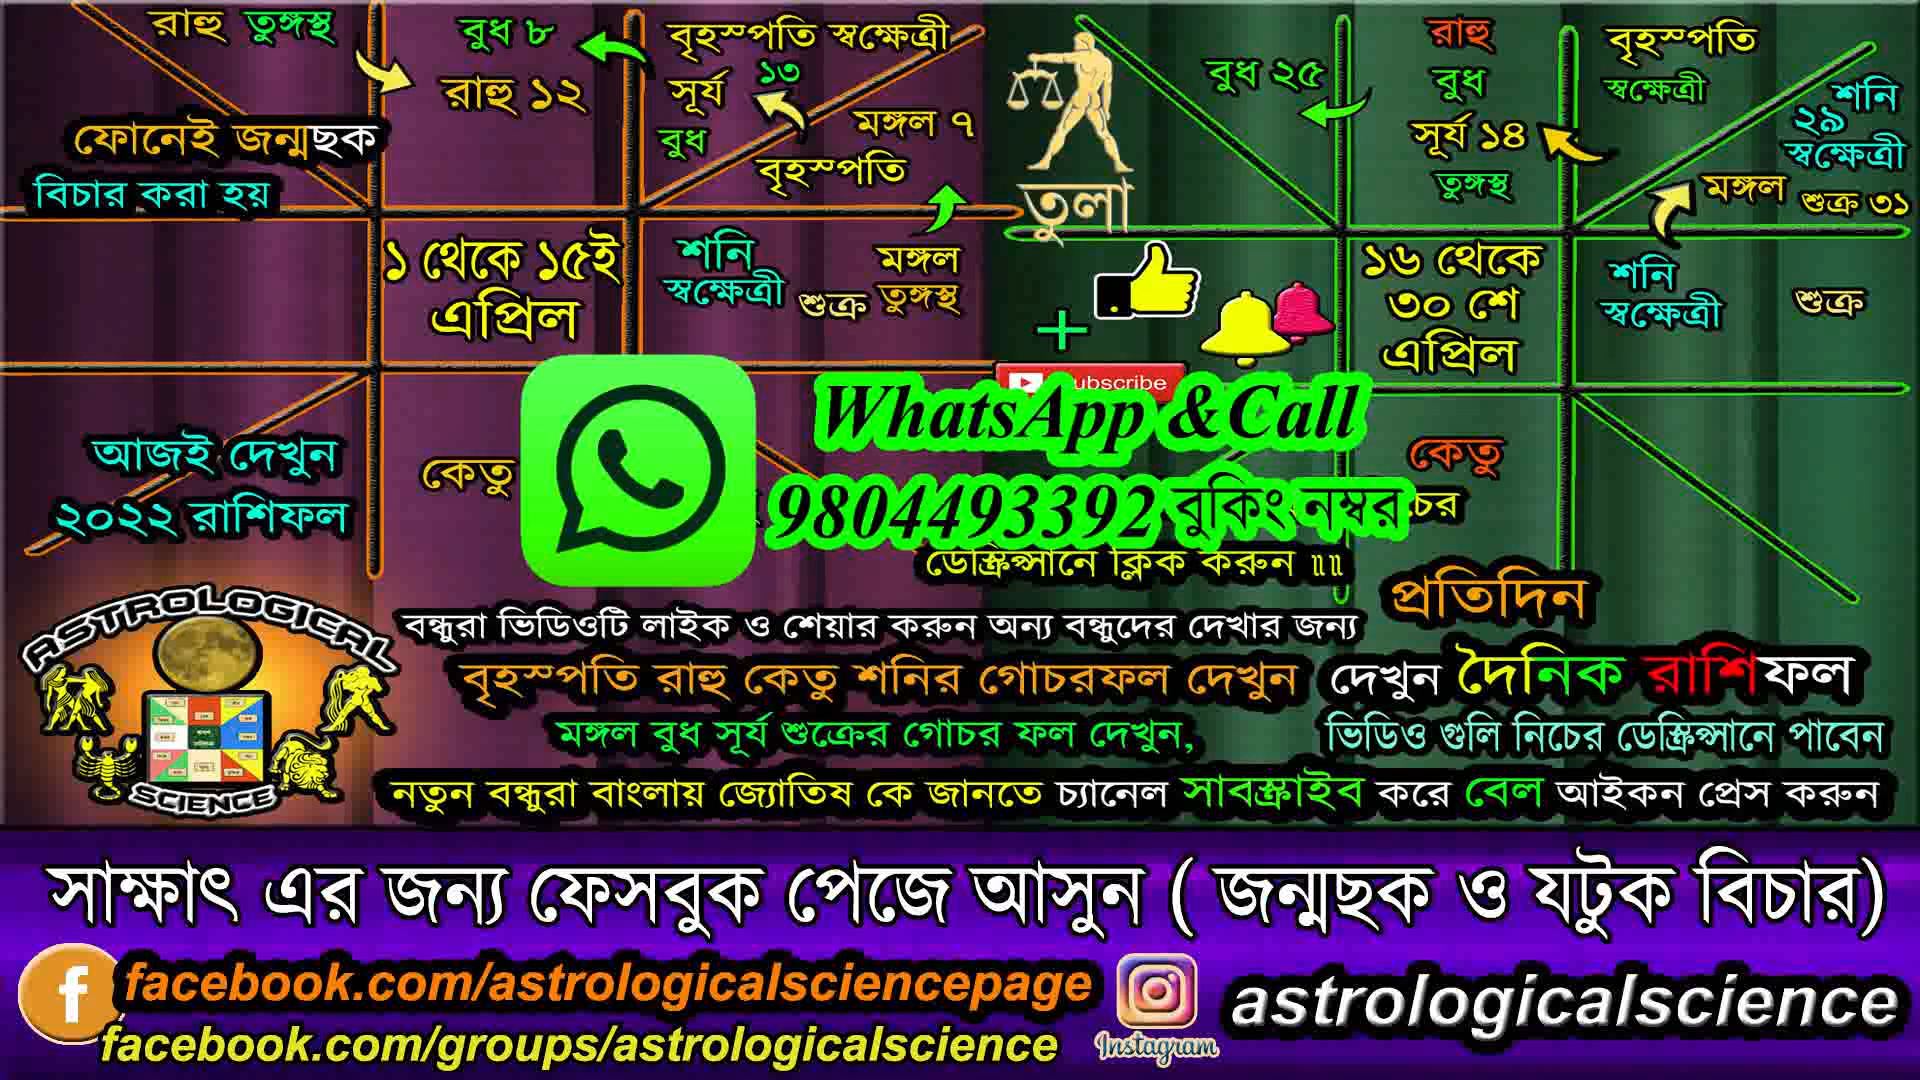 রাহু তুঙ্গস্থ
বুধ ৮
রাহু ১২
বৃহস্পতি স্বক্ষেত্রী
সূর্য ১৩
বুধ
মঙ্গল ৭
বৃহস্পতি
ফোনেই জন্মছক
বিচার করা হয়
১ থেকে ১৫ই
এপ্রিল
শনি
স্বক্ষেত্রী
শুক্র
মঙ্গল
তুঙ্গস্থ
আজই দেখুন
২০২২ রাশিফল
কেতু
তুলা
বুধ ২৫
রাহু
বুধ
সূর্য ১৪
তুঙ্গস্থ
বৃহস্পতি
স্বক্ষেত্রী
শনি
২৯
স্বক্ষেত্রী
মঙ্গল
শুক্র ৩১
১৬ থেকে
৩০ শে
এপ্রিল
শনি
স্বক্ষেত্রী
শুক্র
কেতু
WhatsApp &Call
9804493392 বুকিং নম্বর
ডেস্ক্রিপ্সানে ক্লিক করুন ॥
ASTROLOGICAL
SCIENCE
বন্ধুরা ভিডিওটি লাইক ও শেয়ার করুন অন্য বন্ধুদের দেখার জন্য
প্রতিদিন
বৃহস্পতি রাহু কেতু শনির গোচরফল দেখুন
দেখুন দৈনিক রাশিফল
মঙ্গল বুধ সূর্য শুক্রের গোচর ফল দেখুন,
ভিডিও গুলি নিচের ডেস্ক্রিপ্সানে পাবেন
নতুন বন্ধুরা বাংলায় জ্যোতিষ কে জানতে চ্যানেল সাবস্ক্রাইব করে বেল আইকন প্রেস করুন
সাক্ষাৎ এর জন্য ফেসবুক পেজে আসুন ( জন্মছক ও যটুক বিচার)
facebook.com/astrologicalsciencepage
facebook.com/groups/astrologicalscience
Instagram
astrologicalscience